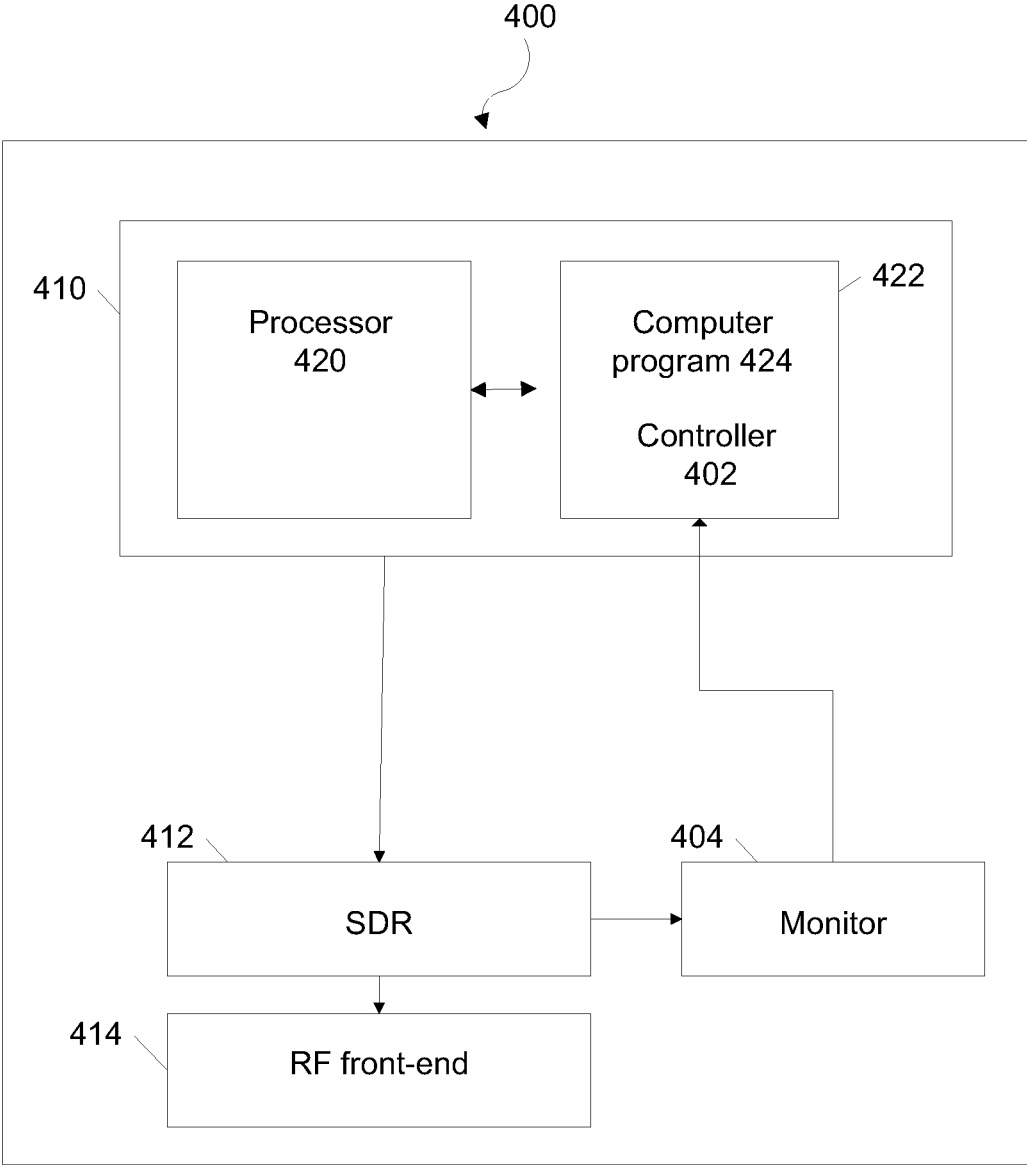 400
410
Processor
420
422
Computer
program 424
Controller
402
412
SDR
404
Monitor
414
RF front-end